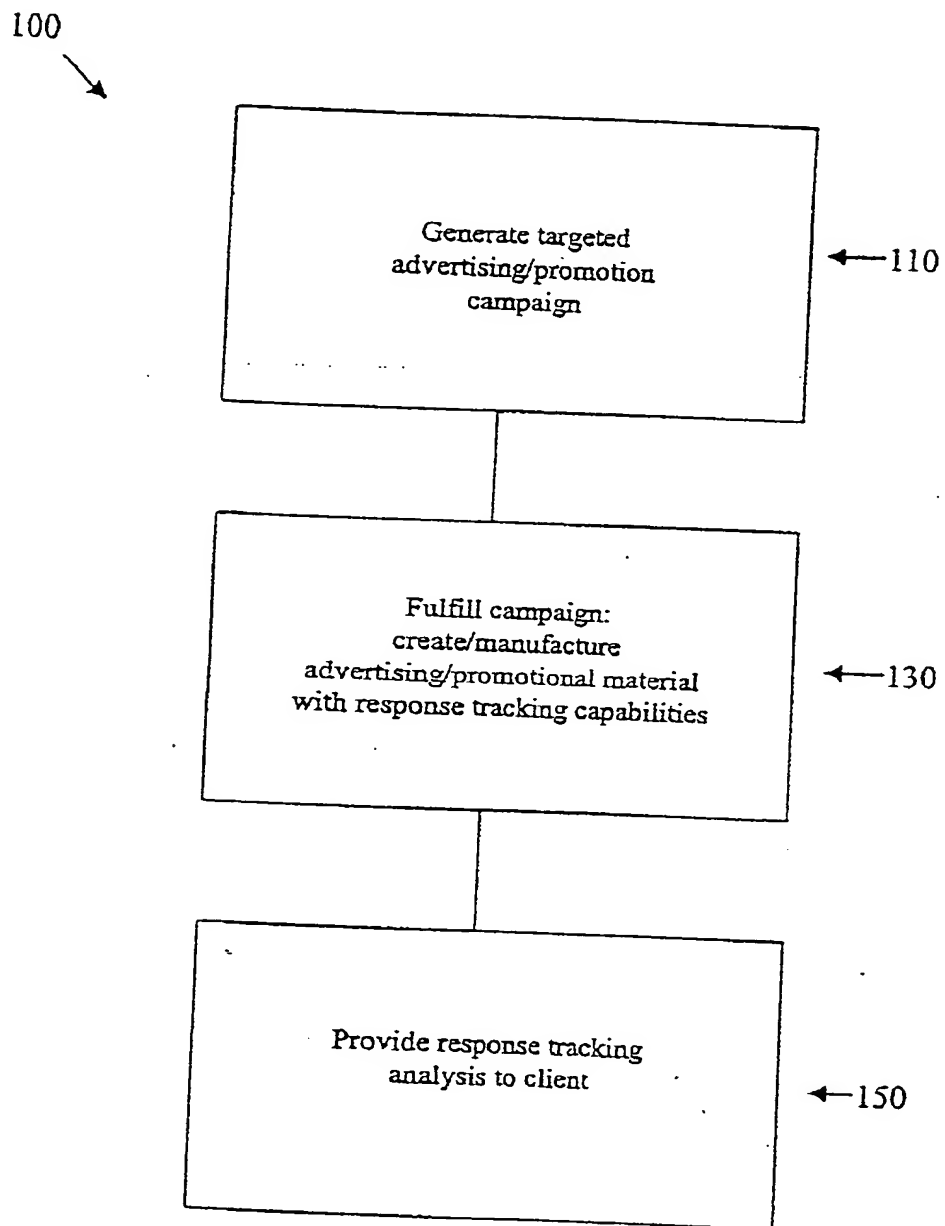 100
Generate targeted
advertising/promotion
campaign
110
Fulfill campaign:
create/manufacture
advertising/promotional material
with response tracking capabilities
130
Provide response tracking
analysis to client
150